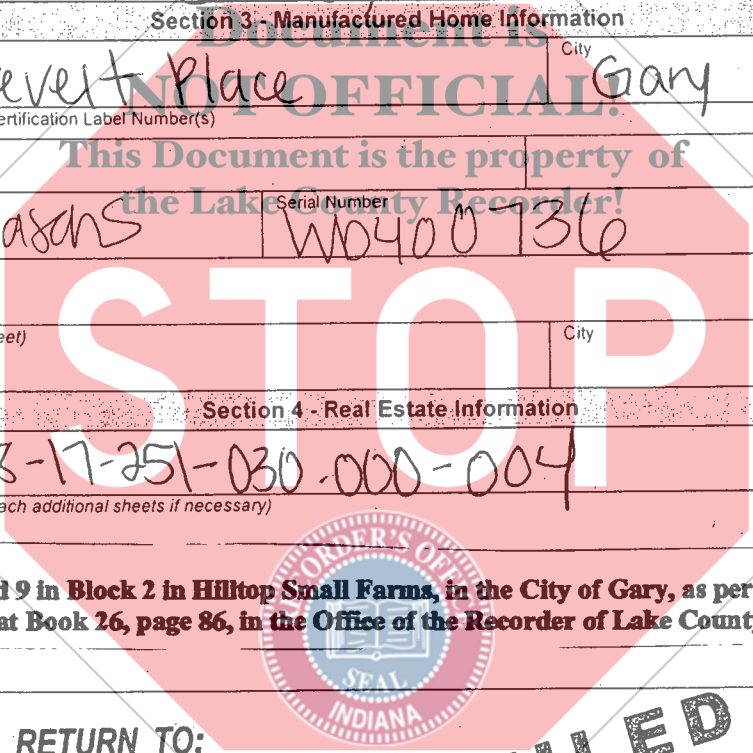 Section 3 - Manufactured Home Information
Document is
City
evelt Place
Gary
NOT OFFICIAL!
ertification Label Number(s)
This Document is the property of
the Lake County Recorder!
Serial Number
asons
W0400736
STOP
eet)
City
Section 4 - Real Estate Information
-17-251-030.000-004
ach additional sheets if necessary)
d 9 in Block 2 in Hilltop Small Farms, in the City of Gary, as per
at Book 26, page 86, in the Office of the Recorder of Lake County
RECORDER'S OFFICE
SEAL
INDIANA
RETURN TO:
LED